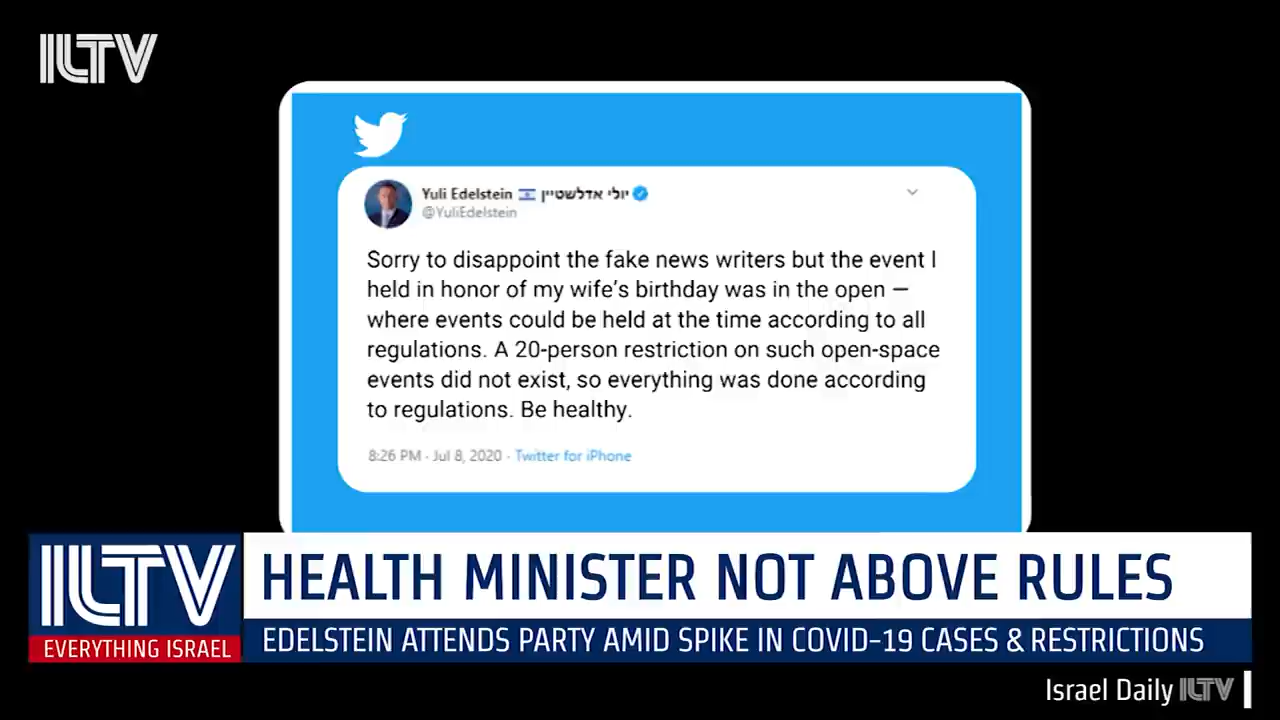 ILTV
Yuli Edelstein 🇮🇱 יולי אדלשטיין
@YuliEdelstein
Sorry to disappoint the fake news writers but the event I
held in honor of my wife's birthday was in the open —
where events could be held at the time according to all
regulations. A 20-person restriction on such open-space
events did not exist, so everything was done according
to regulations. Be healthy.
8:26 PM · Jul 8, 2020 · Twitter for iPhone
ILTV
EVERYTHING ISRAEL
HEALTH MINISTER NOT ABOVE RULES
EDELSTEIN ATTENDS PARTY AMID SPIKE IN COVID-19 CASES & RESTRICTIONS
Israel Daily ILTV